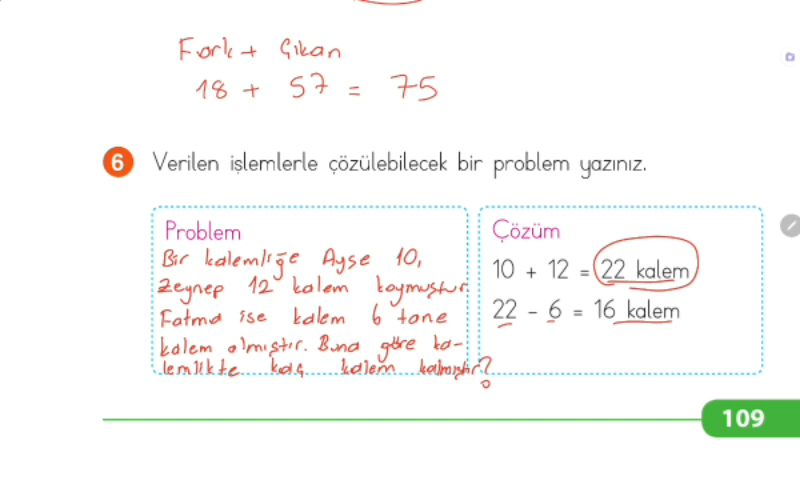 Fark + Çıkan
18 + 57 = 75
6 Verilen işlemlerle çözülebilecek bir problem yazınız.
Problem
Bir kalemliğe Ayşe 10,
Zeynep 12 kalem koymuştur.
Fatma ise kalem 6 tane
kalem almıştır. Buna göre ka-
lemlikte kaç kalem kalmıştır?
Çözüm
10 + 12 = 22 kalem
22 - 6 = 16 kalem
109